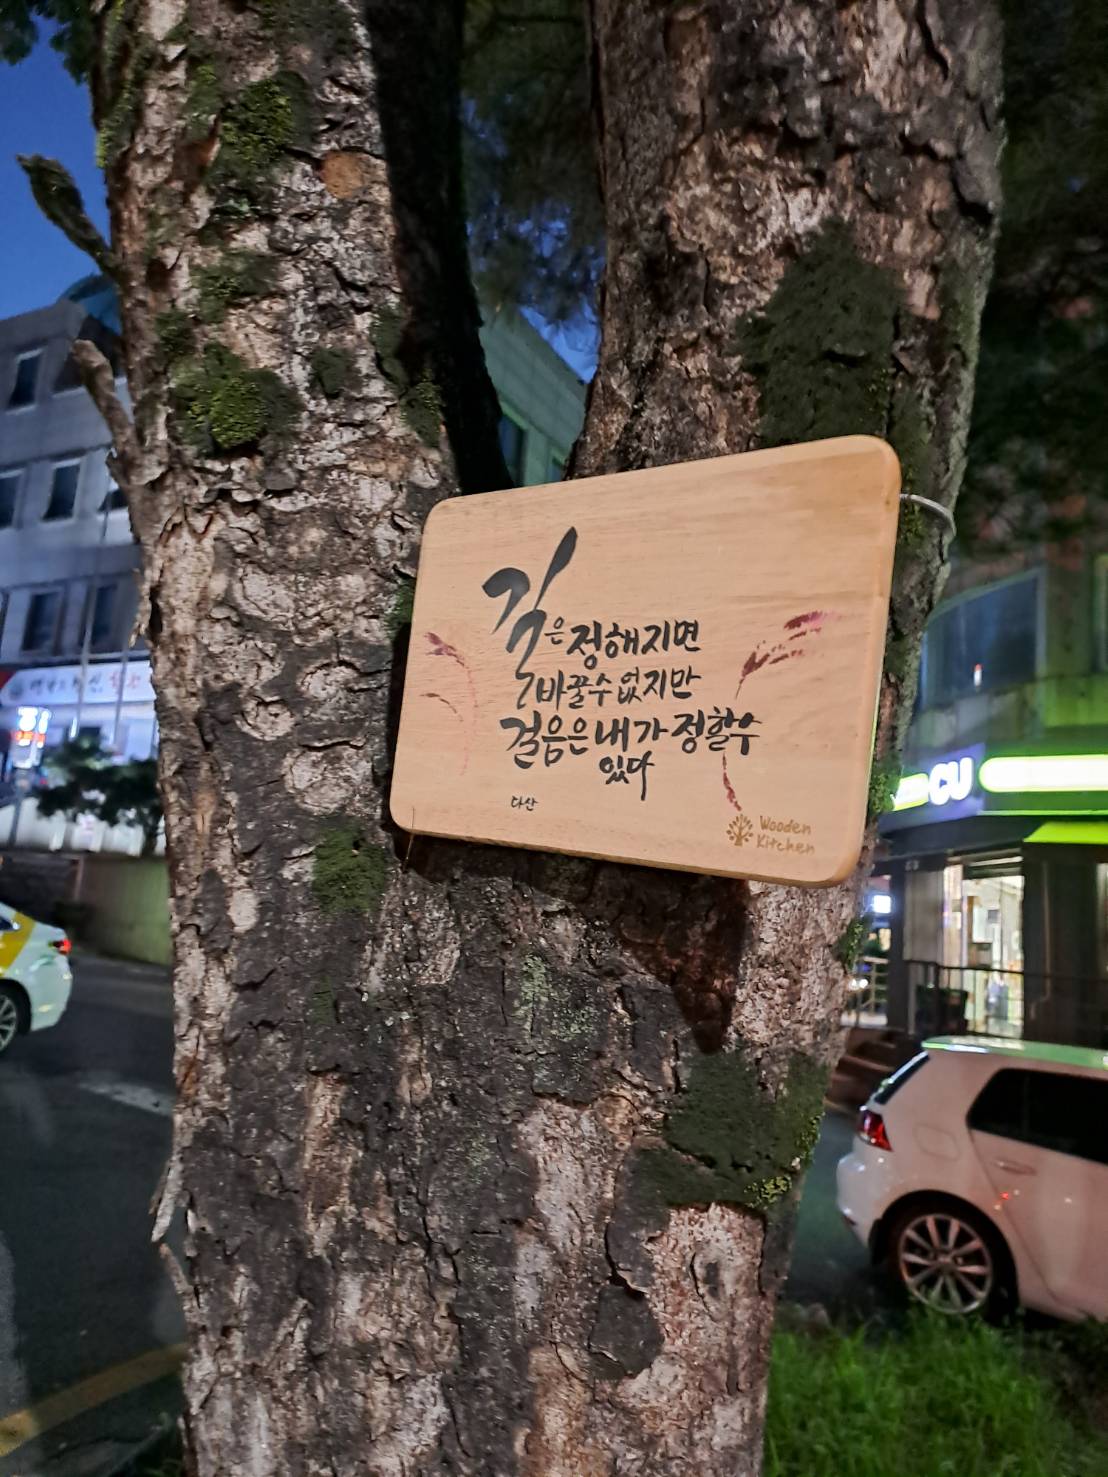 길은 정해지면
바꿀 수 없지만
걸음은 내가 정할 수
있다
다산
Wooden
Kitchen
CU